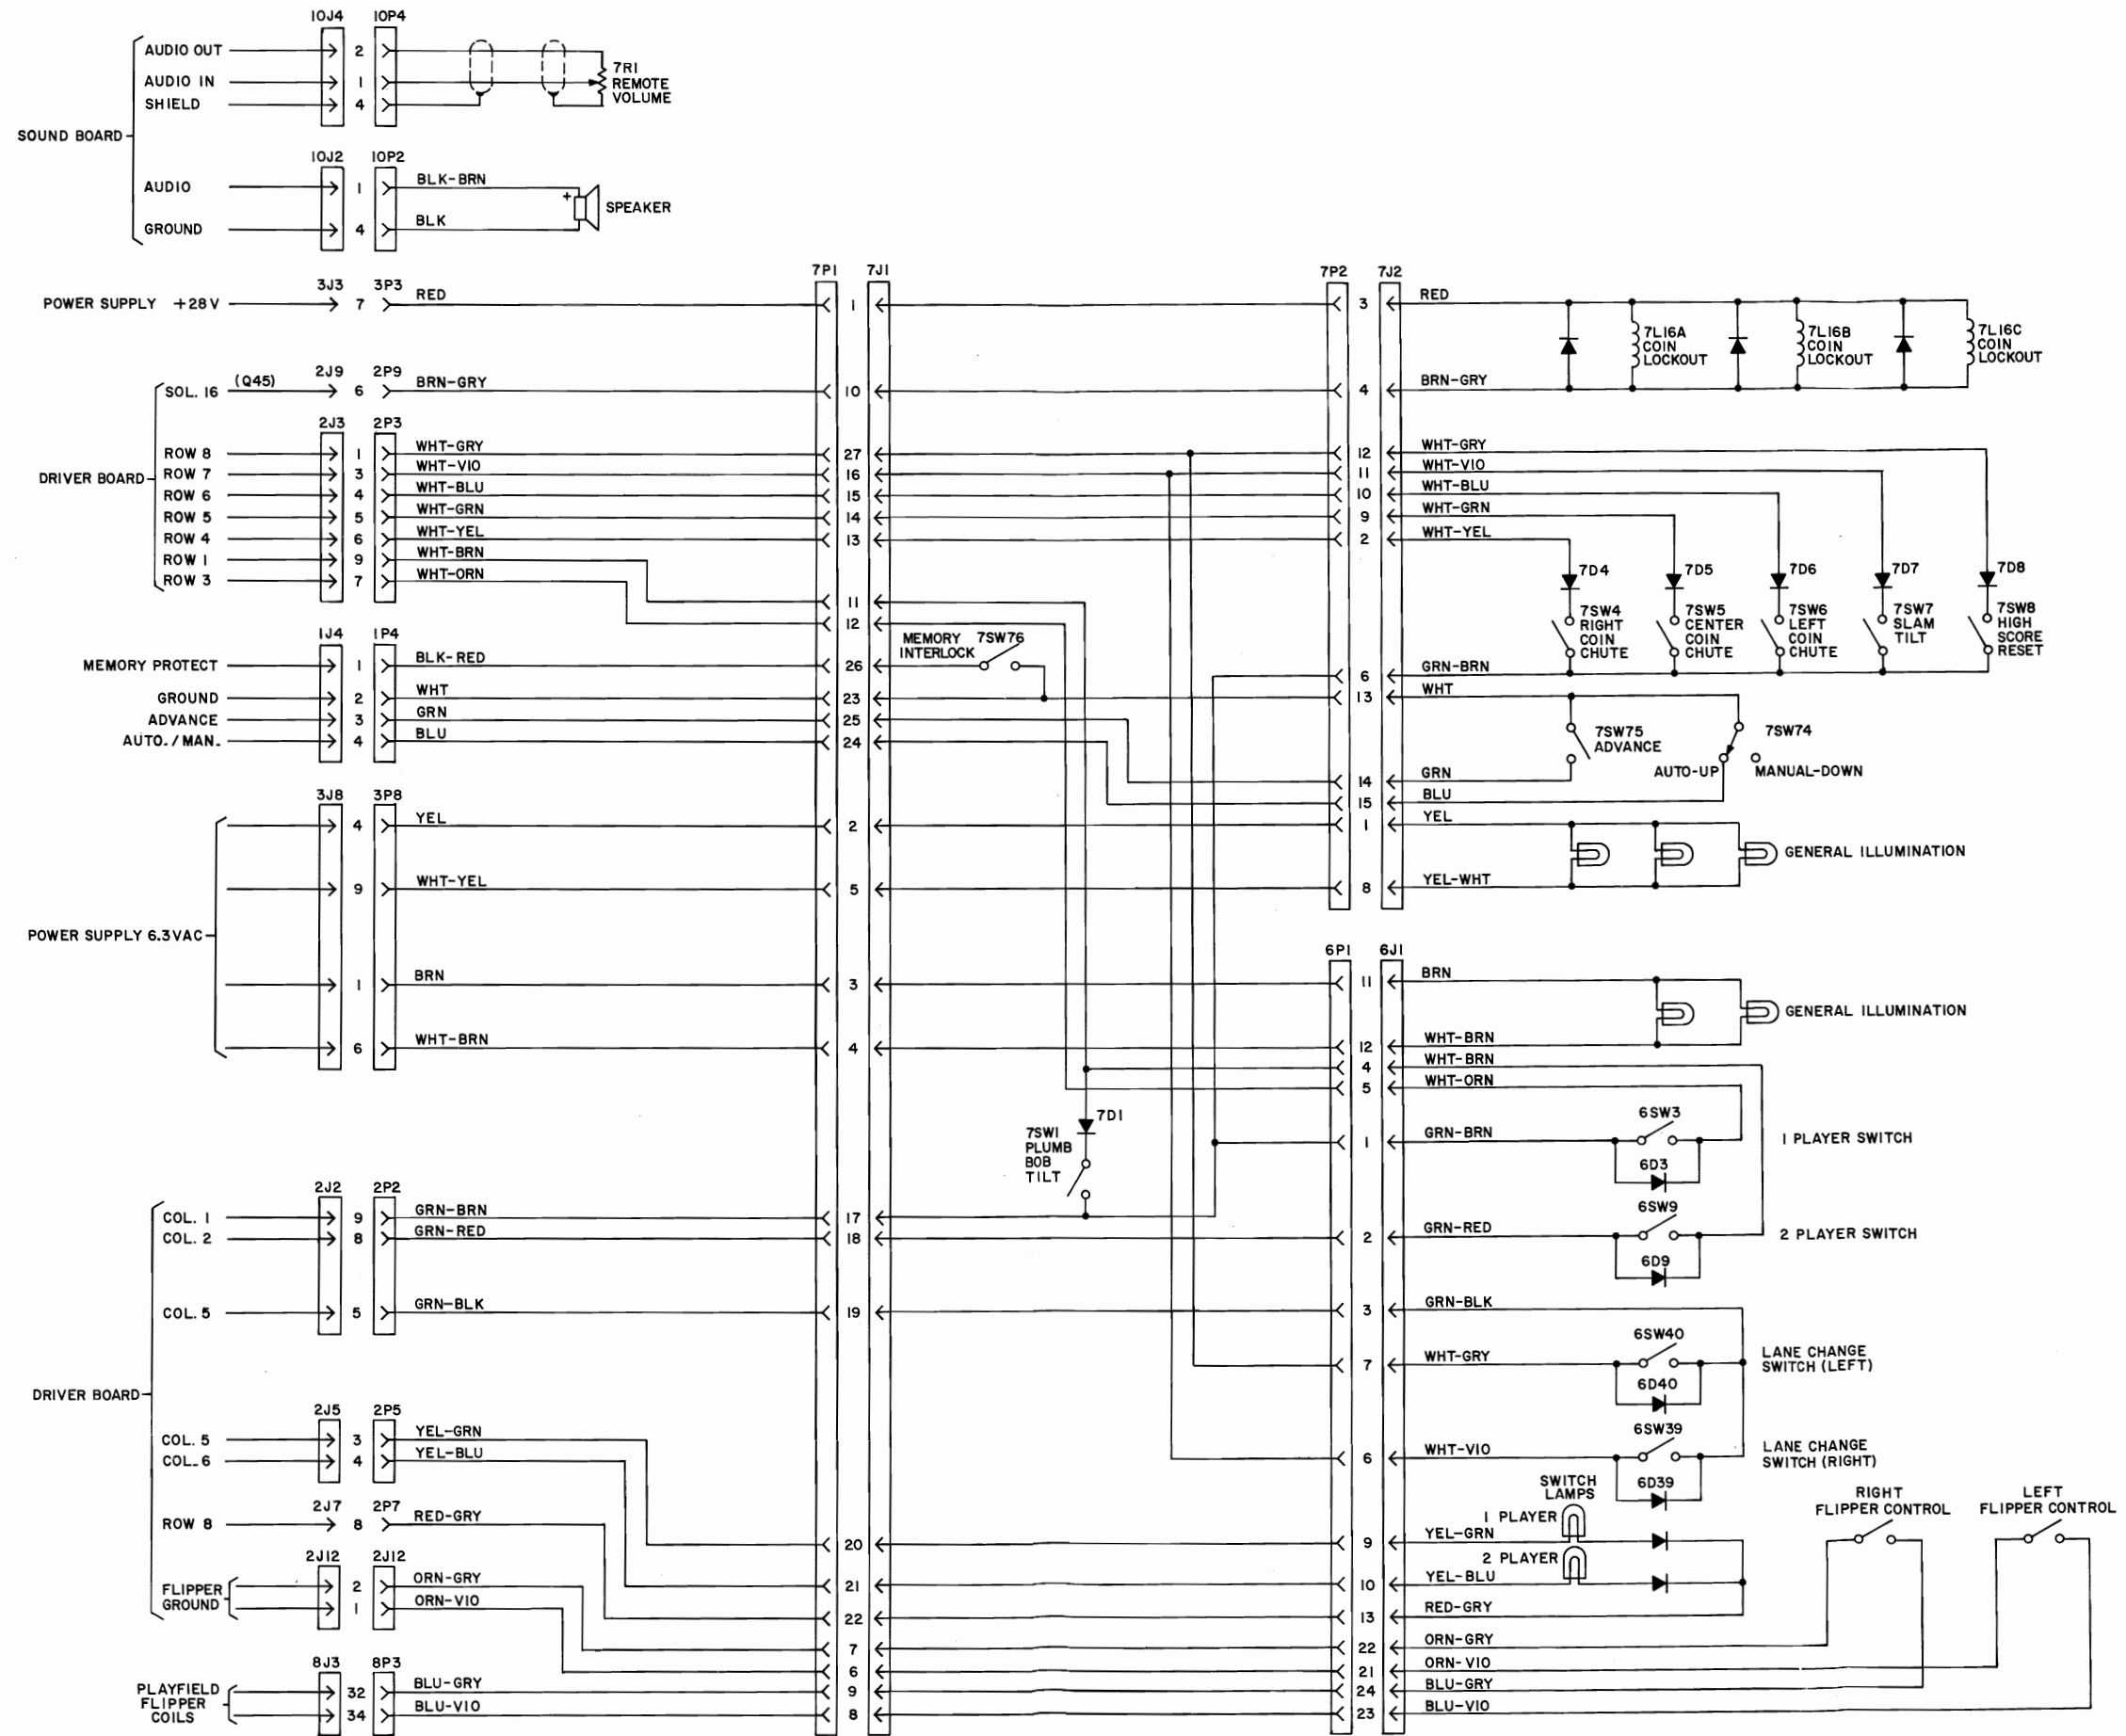 10J4 10P4
AUDIO OUT 2
AUDIO IN 1
SHIELD 4
7R1
REMOTE
VOLUME
SOUND BOARD
10J2 10P2
AUDIO 1 BLK-BRN
+ SPEAKER
GROUND 4 BLK
7P1 7J1 7P2 7J2
3J3 3P3
POWER SUPPLY +28V 7 RED 1 3 RED
7L16A
COIN
LOCKOUT
7L16B
COIN
LOCKOUT
7L16C
COIN
LOCKOUT
2J9 2P9
SOL. 16 (Q45) 6 BRN-GRY 10 4 BRN-GRY
2J3 2P3
DRIVER BOARD
ROW 8 1 WHT-GRY 27 12 WHT-GRY
ROW 7 3 WHT-VIO 16 11 WHT-VIO
ROW 6 4 WHT-BLU 15 10 WHT-BLU
ROW 5 5 WHT-GRN 14 9 WHT-GRN
ROW 4 6 WHT-YEL 13 2 WHT-YEL
ROW 1 9 WHT-BRN
ROW 3 7 WHT-ORN
11
12
7D4 7D5 7D6 7D7 7D8
7SW4
RIGHT
COIN
CHUTE
7SW5
CENTER
COIN
CHUTE
7SW6
LEFT
COIN
CHUTE
7SW7
SLAM
TILT
7SW8
HIGH
SCORE
RESET
1J4 1P4
MEMORY
INTERLOCK
7SW76
MEMORY PROTECT 1 BLK-RED 26
6 GRN-BRN
GROUND 2 WHT 23 13 WHT
ADVANCE 3 GRN 25
AUTO./MAN. 4 BLU 24
7SW75
ADVANCE
7SW74
AUTO-UP MANUAL-DOWN
14 GRN
15 BLU
3J8 3P8
4 YEL 2 1 YEL
GENERAL ILLUMINATION
9 WHT-YEL 5 8 YEL-WHT
POWER SUPPLY 6.3VAC
6P1 6J1
1 BRN 3 11 BRN
GENERAL ILLUMINATION
6 WHT-BRN 4 12 WHT-BRN
4 WHT-BRN
5 WHT-ORN
7D1
7SW1
PLUMB
BOB
TILT
6SW3
1 GRN-BRN 1 PLAYER SWITCH
6D3
2J2 2P2
COL. 1 9 GRN-BRN 17
COL. 2 8 GRN-RED 18
6SW9
2 GRN-RED 2 PLAYER SWITCH
6D9
COL. 5 5 GRN-BLK 19 3 GRN-BLK
6SW40
7 WHT-GRY
LANE CHANGE
SWITCH (LEFT)
6D40
DRIVER BOARD
2J5 2P5
COL. 5 3 YEL-GRN
COL. 6 4 YEL-BLU
6SW39
6 WHT-VIO
LANE CHANGE
SWITCH (RIGHT)
6D39
2J7 2P7
ROW 8 8 RED-GRY
SWITCH
LAMPS
1 PLAYER
20 9 YEL-GRN
2 PLAYER
21 10 YEL-BLU
22 13 RED-GRY
RIGHT
FLIPPER CONTROL
LEFT
FLIPPER CONTROL
2J12 2J12
FLIPPER
GROUND
2 ORN-GRY
1 ORN-VIO
7 22 ORN-GRY
6 21 ORN-VIO
8J3 8P3
PLAYFIELD
FLIPPER
COILS
32 BLU-GRY 9 24 BLU-GRY
34 BLU-VIO 8 23 BLU-VIO